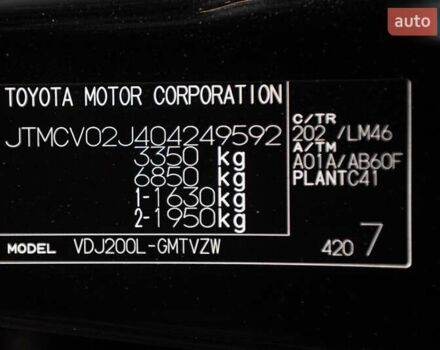 auto
TOYOTA MOTOR CORPORATION
JTMCV02J404249592
3350 kg
6850 kg
1-1630kg
2-1950kg
C/TR
202 /LM46
A/TM
A01A/AB60F
PLANTC41
MODEL VDJ200L-GMTVZW
420 7